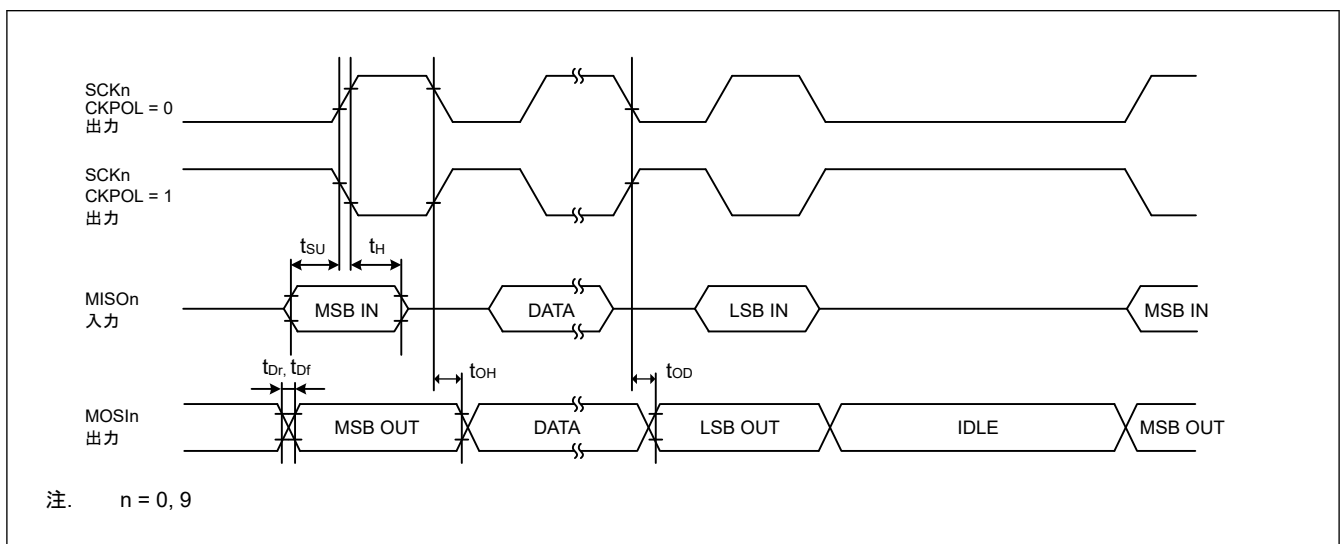 SCKn
CKPOL = 0
出力
SCKn
CKPOL = 1
出力
tSU
tH
MISOn
入力
MSB IN
DATA
LSB IN
MSB IN
tDr, tDf
tOH
tOD
MOSIn
出力
MSB OUT
DATA
LSB OUT
IDLE
MSB OUT
注. n = 0, 9